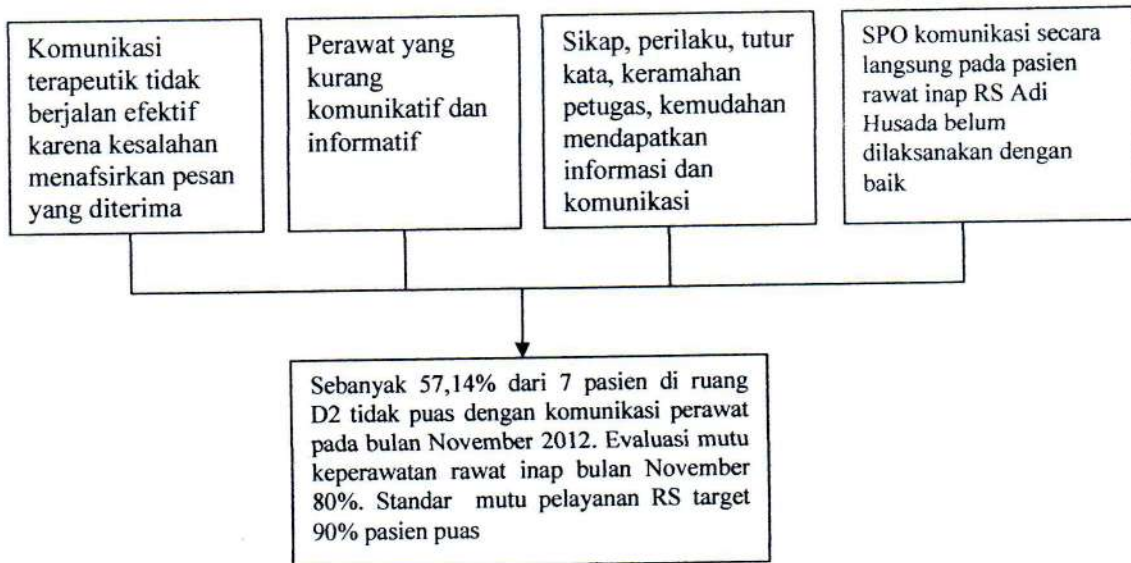 Komunikasi
terapeutik tidak
berjalan efektif
karena kesalahan
menafsirkan pesan
yang diterima
Perawat yang
kurang
komunikatif dan
informatif
Sikap, perilaku, tutur
kata, keramahan
petugas, kemudahan
mendapatkan
informasi dan
komunikasi
SPO komunikasi secara
langsung pada pasien
rawat inap RS Adi
Husada belum
dilaksanakan dengan
baik
Sebanyak 57,14% dari 7 pasien di ruang
D2 tidak puas dengan komunikasi perawat
pada bulan November 2012. Evaluasi mutu
keperawatan rawat inap bulan November
80%. Standar mutu pelayanan RS target
90% pasien puas